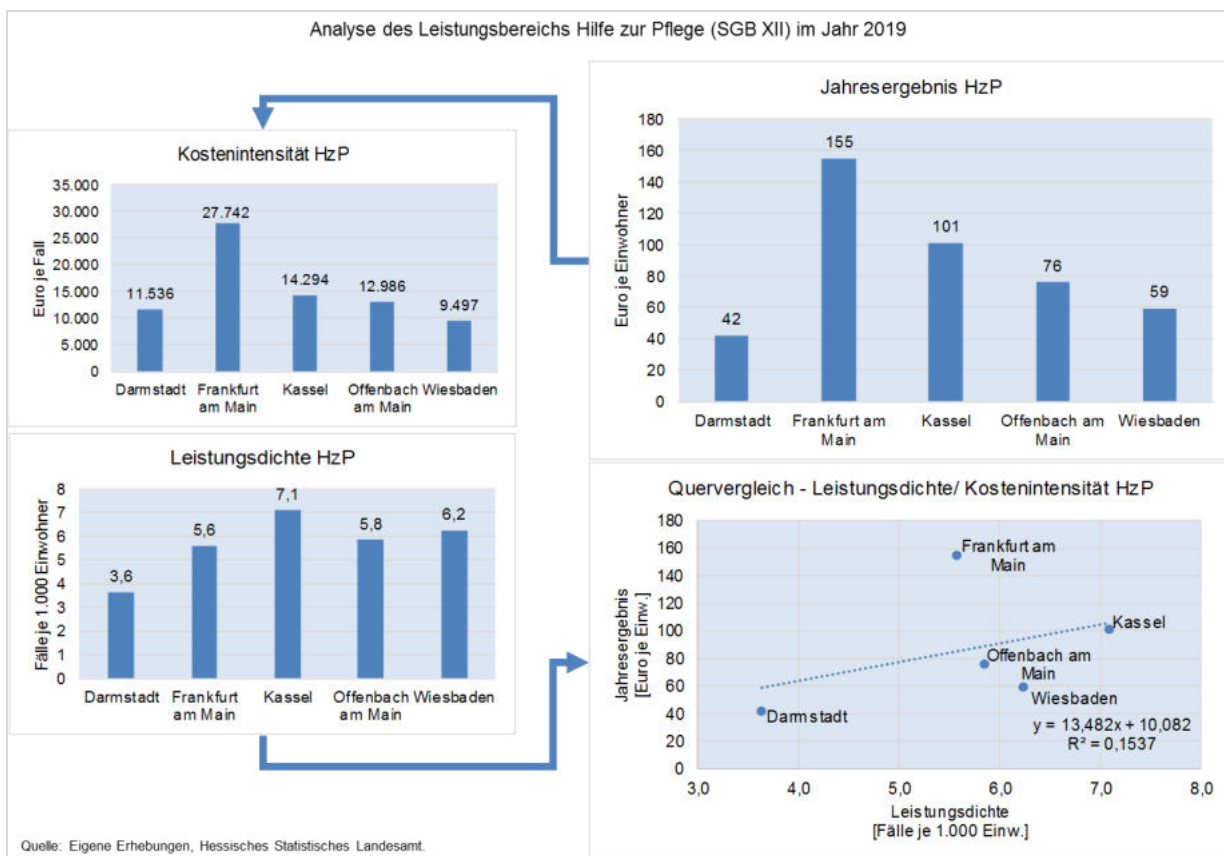 Analyse des Leistungsbereichs Hilfe zur Pflege (SGB XII) im Jahr 2019
Kostenintensität HzP
Euro je Fall
35.000
30.000
25.000
20.000
15.000
10.000
5.000
0
11.536
27.742
14.294
12.986
9.497
Darmstadt
Frankfurt
am Main
Kassel
Offenbach
am Main
Wiesbaden
Jahresergebnis HzP
Euro je Einwohner
180
160
140
120
100
80
60
40
20
0
42
155
101
76
59
Darmstadt
Frankfurt am
Main
Kassel
Offenbach am
Main
Wiesbaden
Leistungsdichte HzP
Fälle je 1.000 Einwohner
8
7
6
5
4
3
2
1
0
3,6
5,6
7,1
5,8
6,2
Darmstadt
Frankfurt
am Main
Kassel
Offenbach
am Main
Wiesbaden
Quervergleich - Leistungsdichte/ Kostenintensität HzP
Jahresergebnis
[Euro je Einw.]
180
160
140
120
100
80
60
40
20
0
Frankfurt am
Main
Kassel
Offenbach am
Main
Wiesbaden
Darmstadt
y = 13,482x + 10,082
R² = 0,1537
3,0
4,0
5,0
6,0
7,0
8,0
Leistungsdichte
[Fälle je 1.000 Einw.]
Quelle: Eigene Erhebungen, Hessisches Statistisches Landesamt.